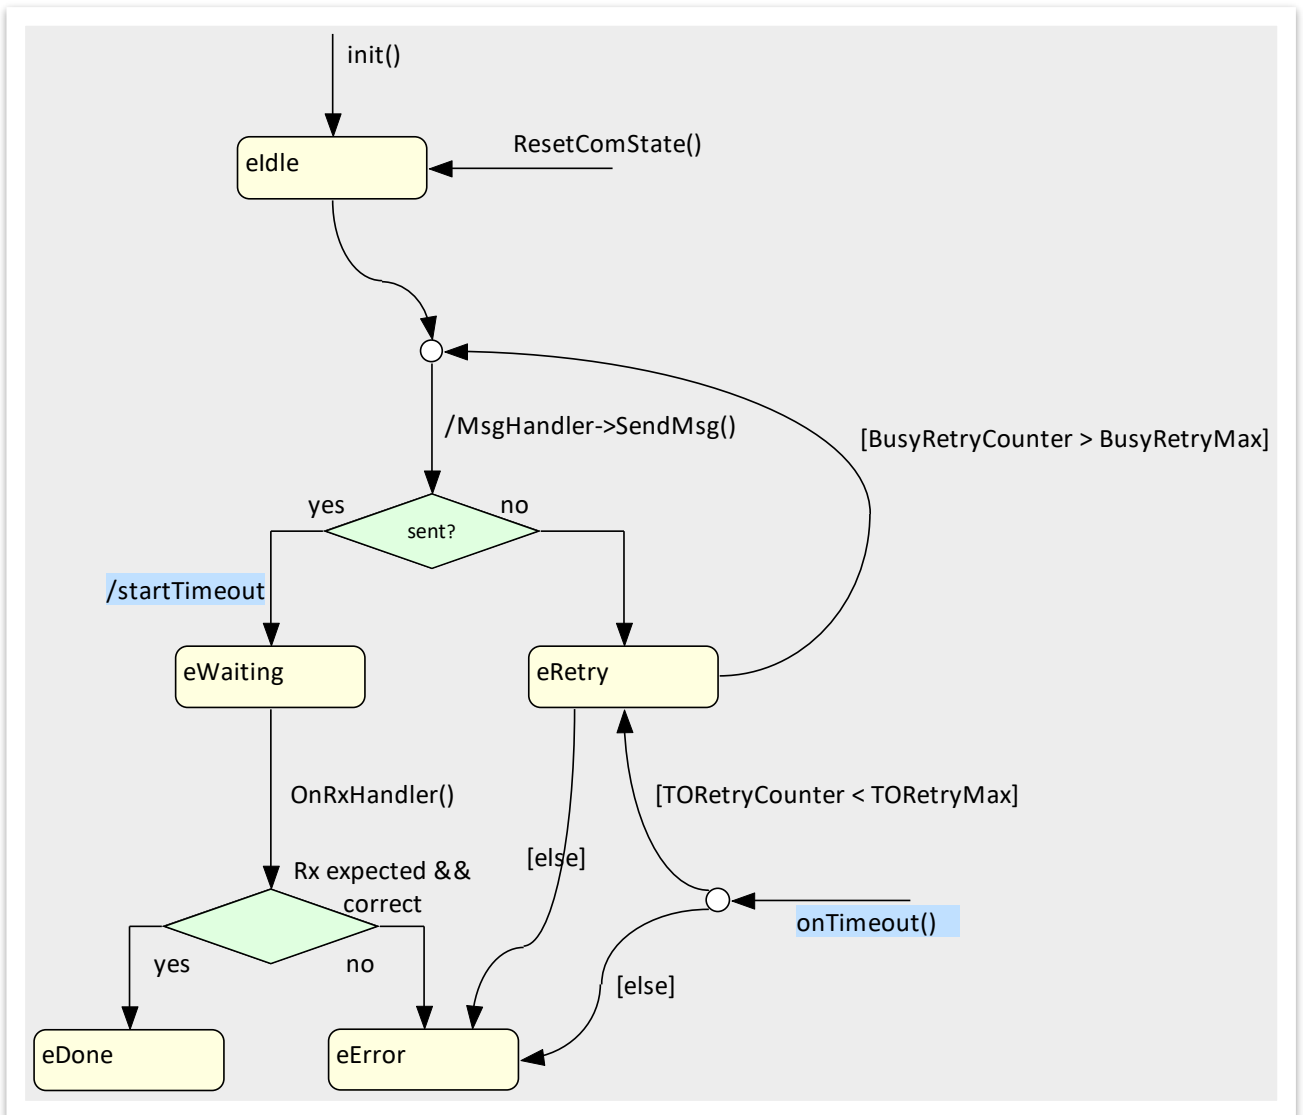 init()
ResetComState()
eIdle
/MsgHandler->SendMsg()
[BusyRetryCounter > BusyRetryMax]
yes
no
sent?
/startTimeout
eWaiting
eRetry
OnRxHandler()
[TORetryCounter < TORetryMax]
[else]
Rx expected &&
correct
onTimeout()
yes
no
[else]
eDone
eError